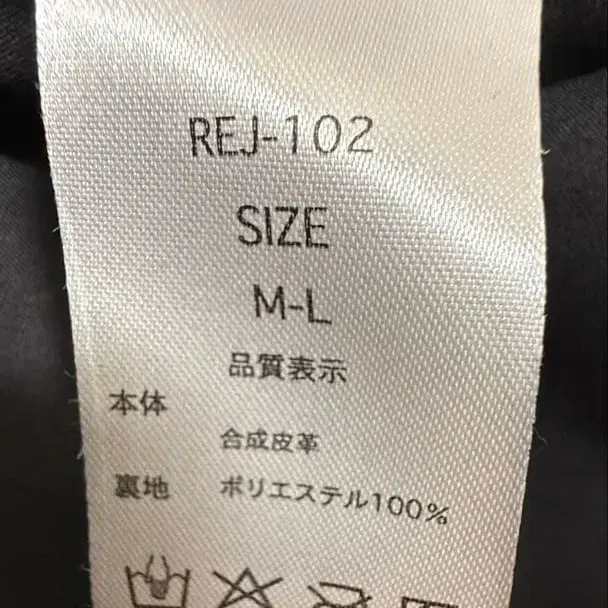 REJ-102
SIZE
M-L
品質表示
本体
合成皮革
裏地 ポリエステル100%